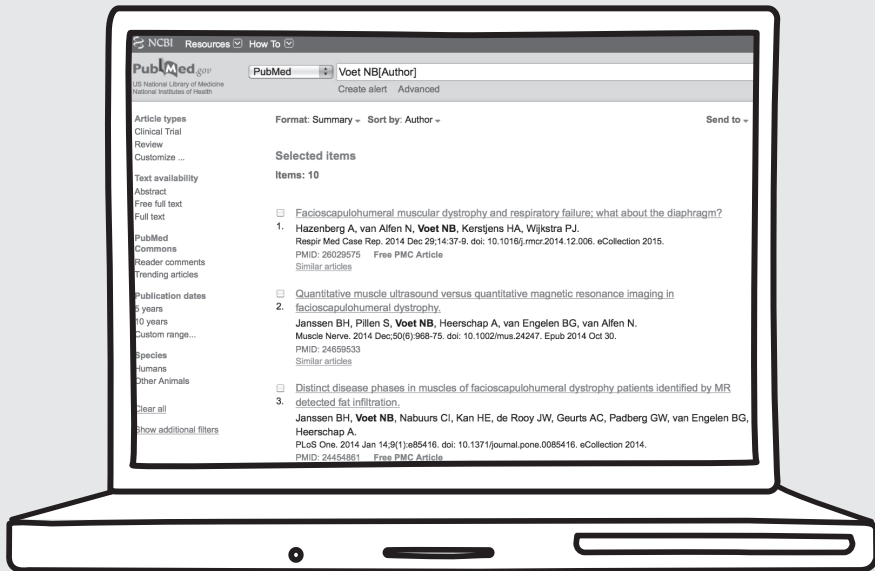 NCBI Resources How To
PubMed.gov
US National Library of Medicine
National Institutes of Health
PubMed
Voet NB[Author]
Create alert Advanced
Article types
Clinical Trial
Review
Customize ...
Text availability
Abstract
Free full text
Full text
PubMed
Commons
Reader comments
Trending articles
Publication dates
5 years
10 years
Custom range...
Species
Humans
Other Animals
Clear all
Show additional filters
Format: Summary Sort by: Author Send to
Selected items
Items: 10
1. Facioscapulohumeral muscular dystrophy and respiratory failure; what about the diaphragm?
Hazenberg A, van Alfen N, Voet NB, Kerstjens HA, Wijkstra PJ.
Respir Med Case Rep. 2014 Dec 29;14:37-9. doi: 10.1016/j.rmcr.2014.12.006. eCollection 2015.
PMID: 26029575 Free PMC Article
Similar articles
Quantitative muscle ultrasound versus quantitative magnetic resonance imaging in
2. facioscapulohumeral dystrophy.
Janssen BH, Pillen S, Voet NB, Heerschap A, van Engelen BG, van Alfen N.
Muscle Nerve. 2014 Dec;50(6):968-75. doi: 10.1002/mus.24247. Epub 2014 Oct 30.
PMID: 24659533
Similar articles
Distinct disease phases in muscles of facioscapulohumeral dystrophy patients identified by MR
3. detected fat infiltration.
Janssen BH, Voet NB, Nabuurs CI, Kan HE, de Rooy JW, Geurts AC, Padberg GW, van Engelen BG,
Heerschap A.
PLoS One. 2014 Jan 14;9(1):e85416. doi: 10.1371/journal.pone.0085416. eCollection 2014.
PMID: 24454861 Free PMC Article